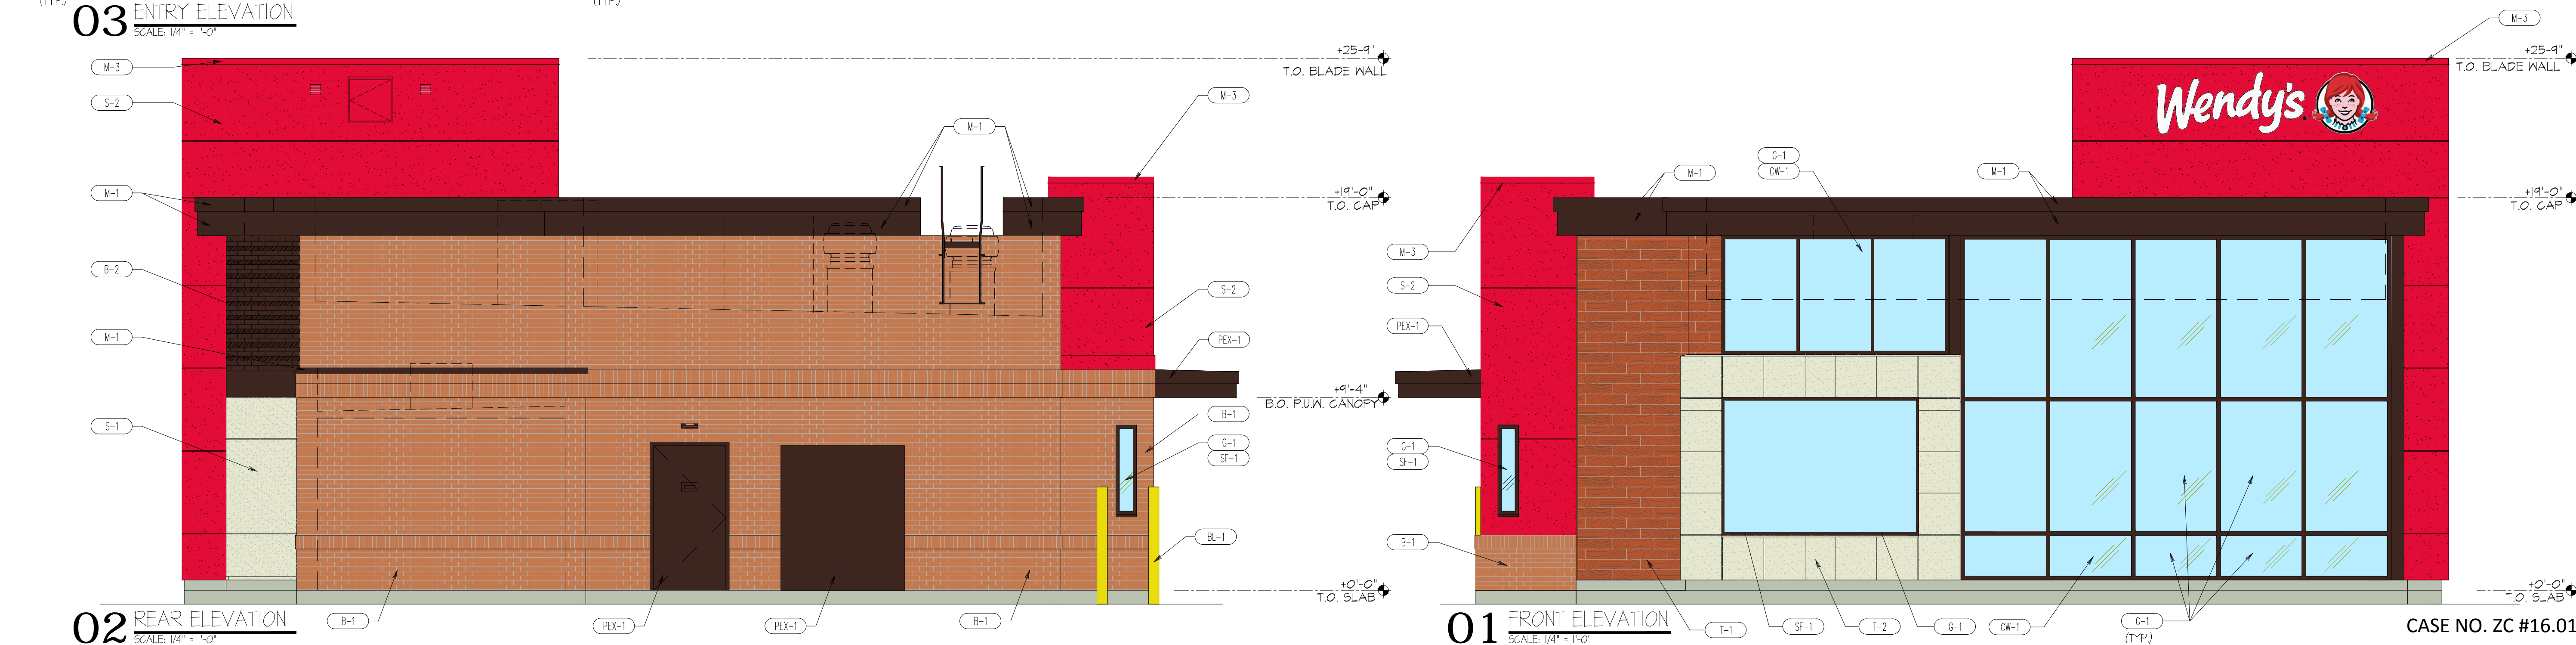 (TYP.)
(TYP.)
03 ENTRY ELEVATION
SCALE: 1/4" = 1'-0"
M-3
S-2
M-1
B-2
M-1
S-1
M-1
M-3
S-2
PEX-1
B-1
G-1
SF-1
BL-1
B-1
PEX-1
PEX-1
B-1
+25-9"
T.O. BLADE WALL
+19'-0"
T.O. CAP
+9'-4"
B.O. P.U.W. CANOPY
+0'-0"
T.O. SLAB
02 REAR ELEVATION
SCALE: 1/4" = 1'-0"
M-3
Wendy's
M-1
G-1
CW-1
M-1
M-3
S-2
PEX-1
G-1
SF-1
B-1
+25-9"
T.O. BLADE WALL
+19'-0"
T.O. CAP
+0'-0"
T.O. SLAB
T-1
SF-1
T-2
G-1
CW-1
G-1
(TYP.)
01 FRONT ELEVATION
SCALE: 1/4" = 1'-0"
CASE NO. ZC #16.01